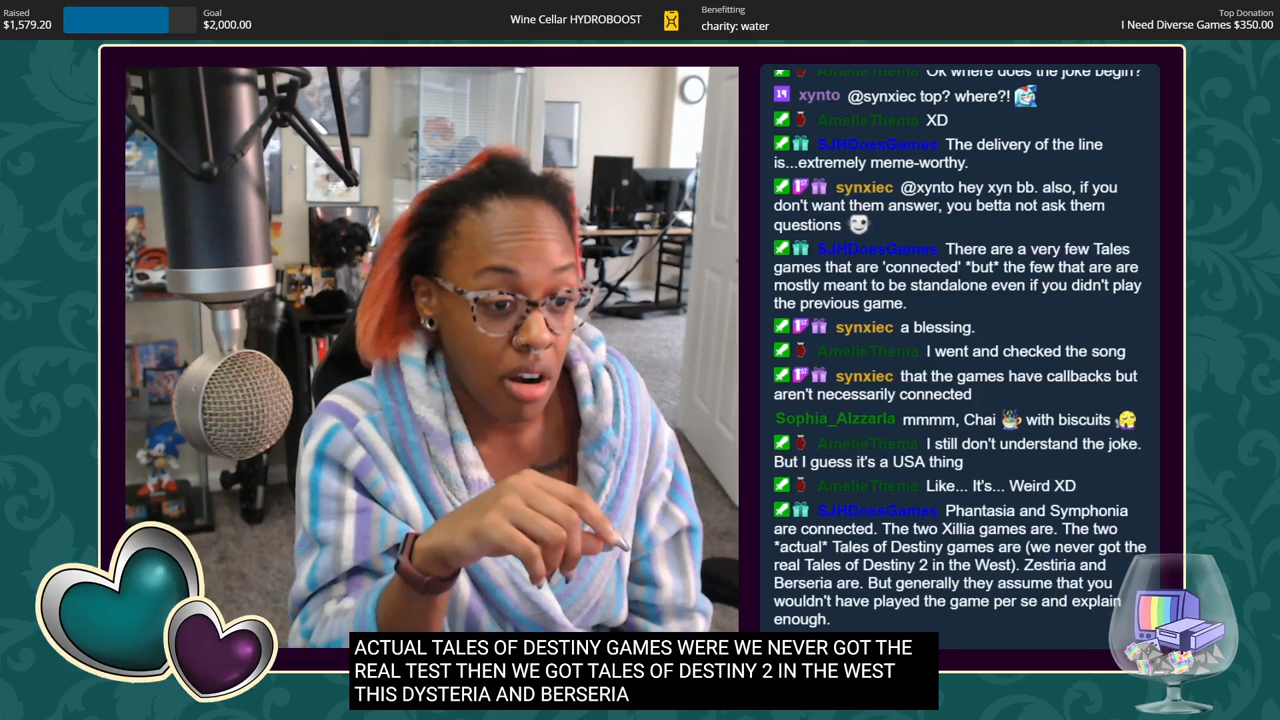 Raised
$1,579.20
Goal
$2,000.00
Wine Cellar HYDROBOOST
Benefitting
charity: water
Top Donation
I Need Diverse Games $350.00
AmelieThema Ok where does the joke begin?
xynto @synxiec top? where?!
AmelieThema XD
SJHDoesGames The delivery of the
line is...extremely meme-worthy.
synxiec @xynto hey xyn bb. also, if you
don't want them answer, you betta not ask them
questions
SJHDoesGames There are a very few Tales
games that are 'connected' *but* the few that are are
mostly meant to be standalone even if you didn't play
the previous game.
synxiec a blessing.
AmelieThema I went and checked the song
synxiec that the games have callbacks but
aren't necessarily connected
Sophia_Alzzarla mmmm, Chai with biscuits
AmelieThema I still don't understand the joke.
But I guess it's a USA thing
AmelieThema Like... It's... Weird XD
SJHDoesGames Phantasia and Symphonia
are connected. The two Xillia games are. The two
*actual* Tales of Destiny games are (we never got the
real Tales of Destiny 2 in the West). Zestiria and
Berseria are. But generally they assume that you
wouldn't have played the game per se and explain
enough.
ACTUAL TALES OF DESTINY GAMES WERE WE NEVER GOT THE
REAL TEST THEN WE GOT TALES OF DESTINY 2 IN THE WEST
THIS DYSTERIA AND BERSERIA